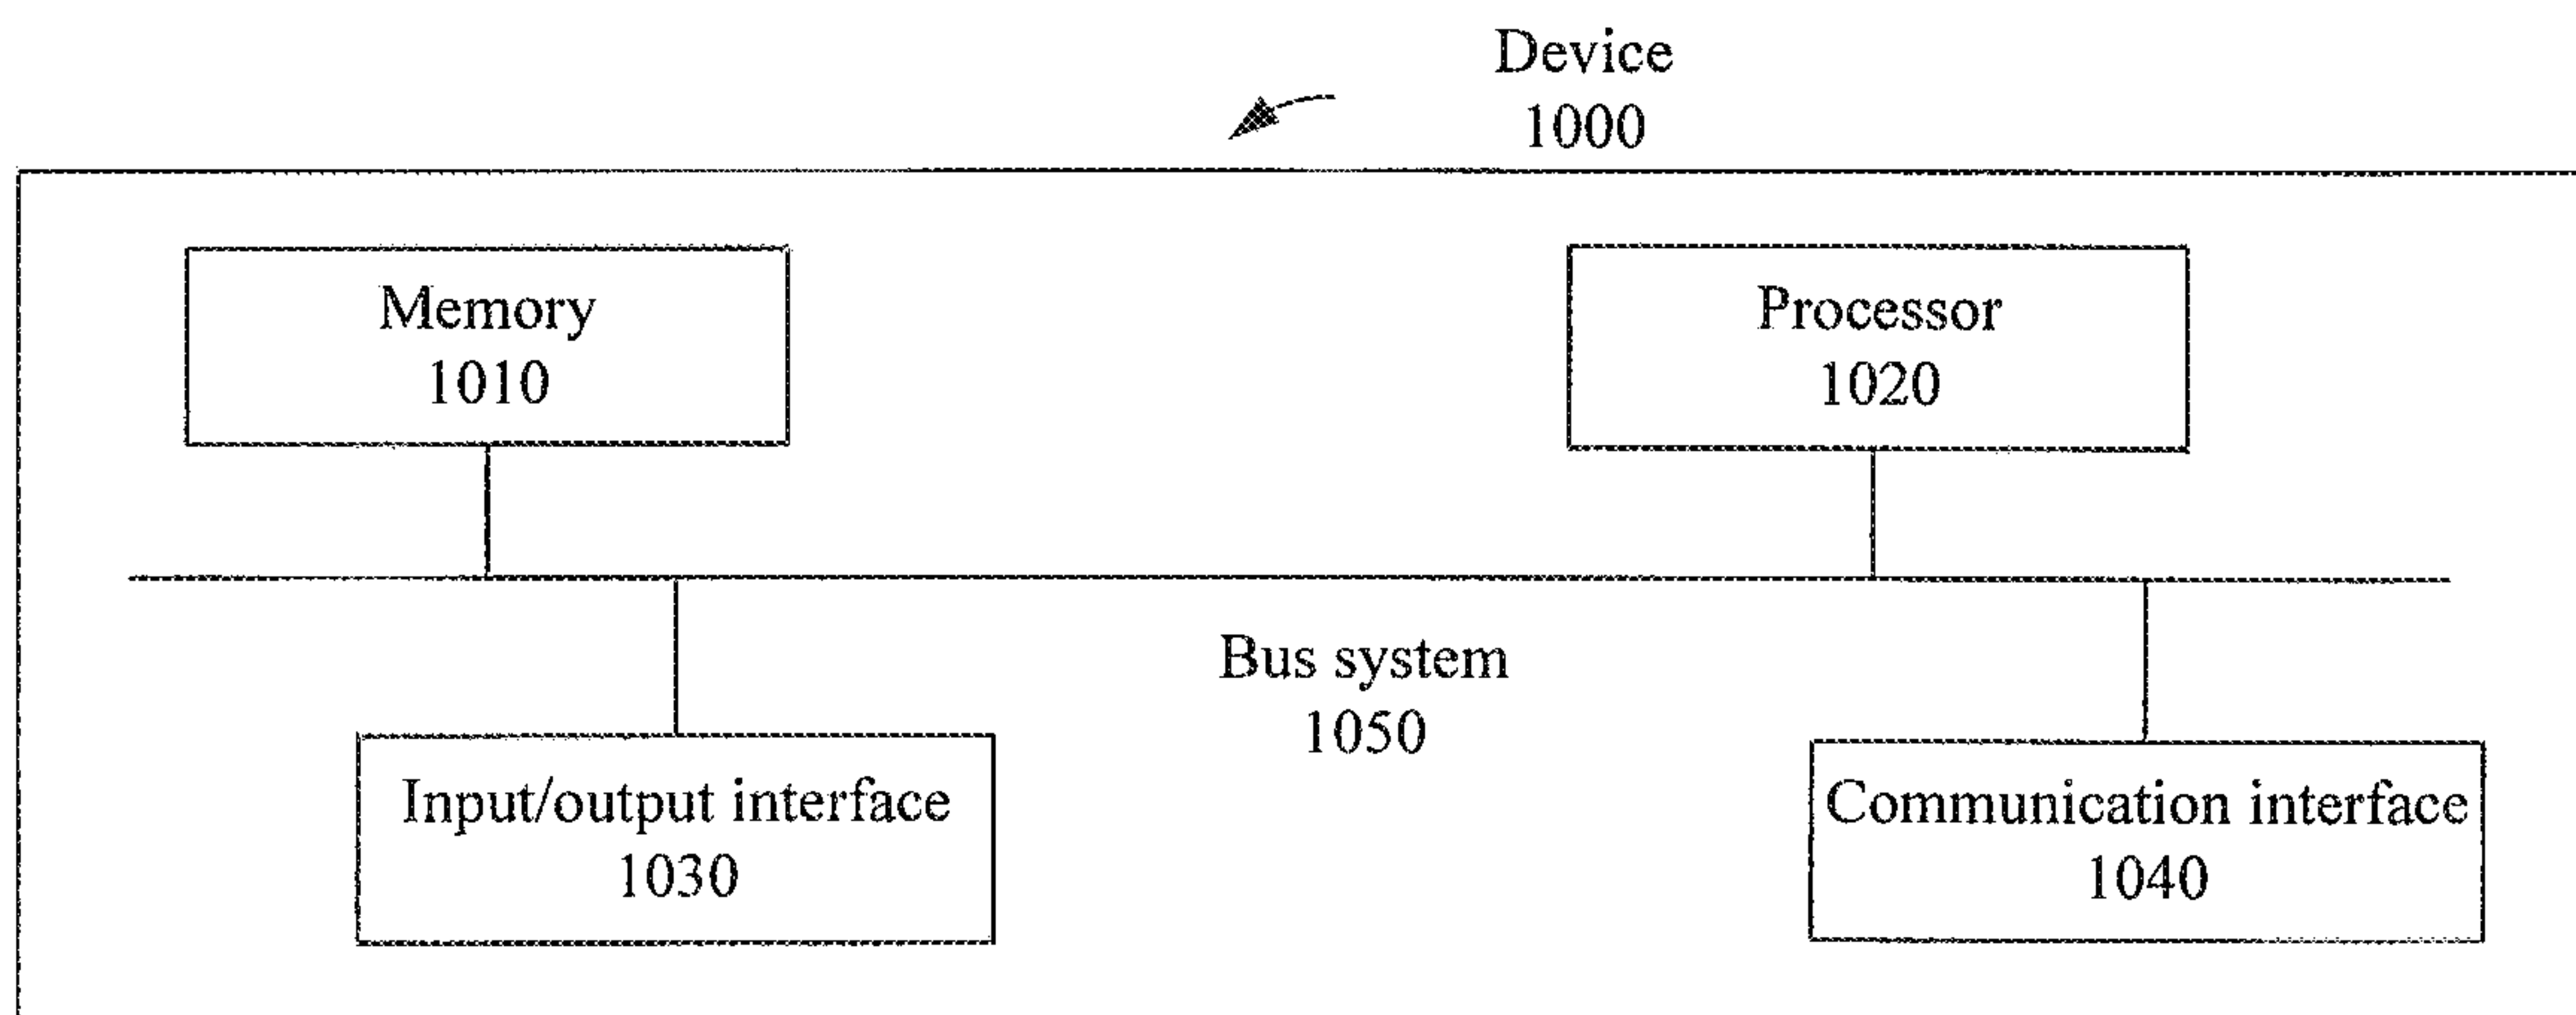 Device
1000
Memory
1010
Processor
1020
Bus system
1050
Input/output interface
1030
Communication interface
1040